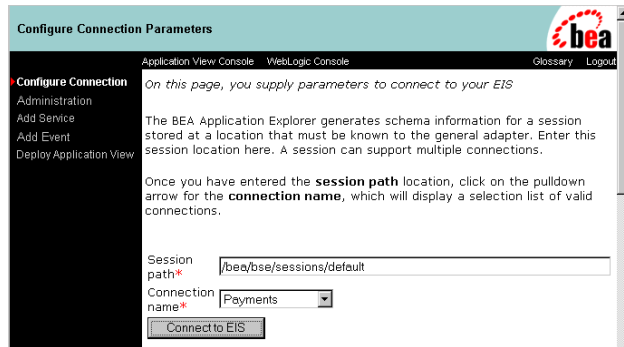 Configure Connection Parameters
bea
Application View Console WebLogic Console Glossary Logout
Configure Connection
Administration
Add Service
Add Event
Deploy Application View
On this page, you supply parameters to connect to your EIS
The BEA Application Explorer generates schema information for a session
stored at a location that must be known to the general adapter. Enter this
session location here. A session can support multiple connections.
Once you have entered the session path location, click on the pulldown
arrow for the connection name, which will display a selection list of valid
connections.
Session
path* /bea/bse/sessions/default
Connection
name* Payments
Connect to EIS